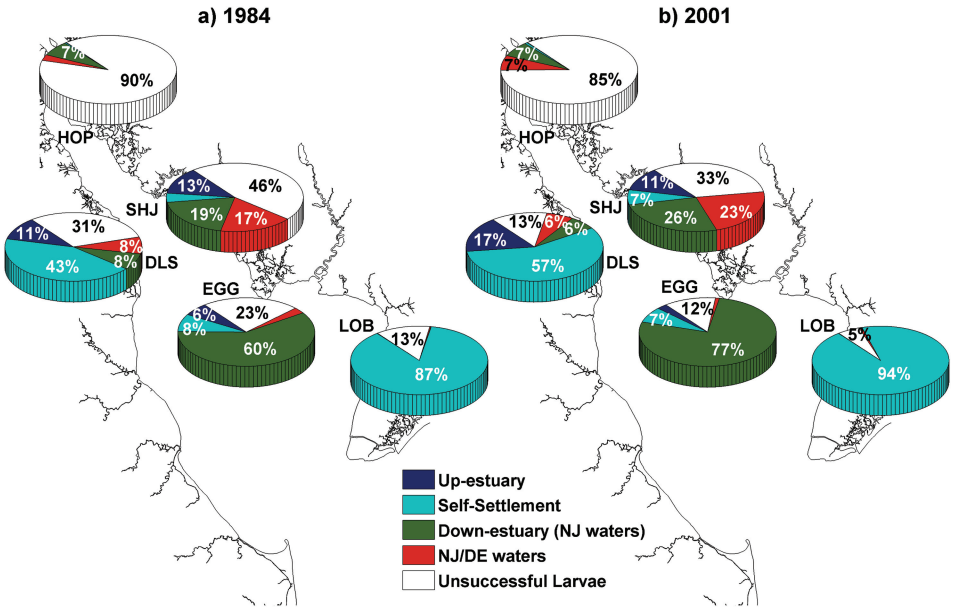 a) 1984
7%
90%
HOP
13%
46%
SHJ
19%
17%
31%
11%
8%
43%
8%
DLS
EGG
6%
23%
8%
60%
LOB
13%
87%
b) 2001
7%
7%
85%
HOP
11%
33%
SHJ
7%
26%
23%
13%
6%
17%
6%
57%
DLS
EGG
12%
7%
77%
LOB
5%
94%
Up-estuary
Self-Settlement
Down-estuary (NJ waters)
NJ/DE waters
Unsuccessful Larvae